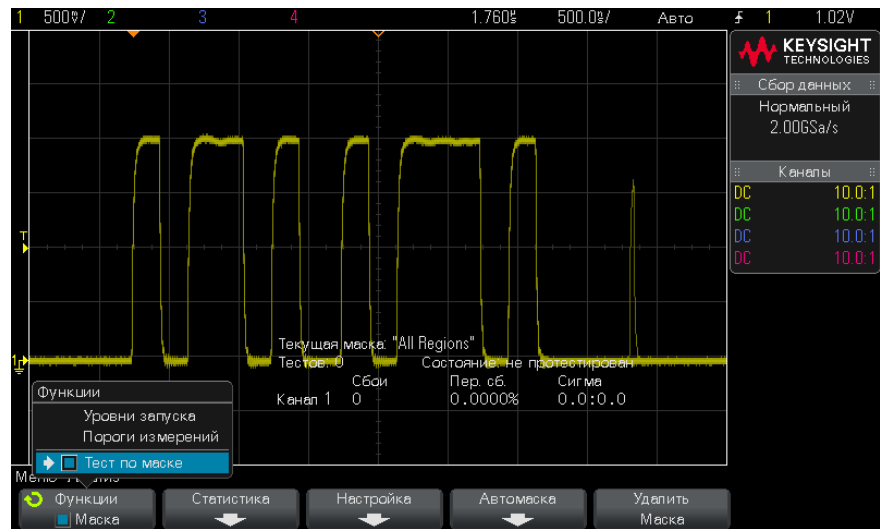 1 500♉/ 2 3 4 1.760s 500.0s/ Авто 1 1.02V
KEYSIGHT
TECHNOLOGIES
Сбор данных
Нормальный
2.00GSa/s
Каналы
DC 10.0:1
DC 10.0:1
DC 10.0:1
DC 10.0:1
T
1
Текущая маска: "All Regions"
Тестов: 0 Состояние: не протестирован
Сбои Пер. сб. Сигма
Канал 1 0 0.0000% 0.0:0.0
Функции
Уровни запуска
Пороги измерений
Тест по маске
Функции
Маска
Статистика
Настройка
Автомаска
Удалить
Маска